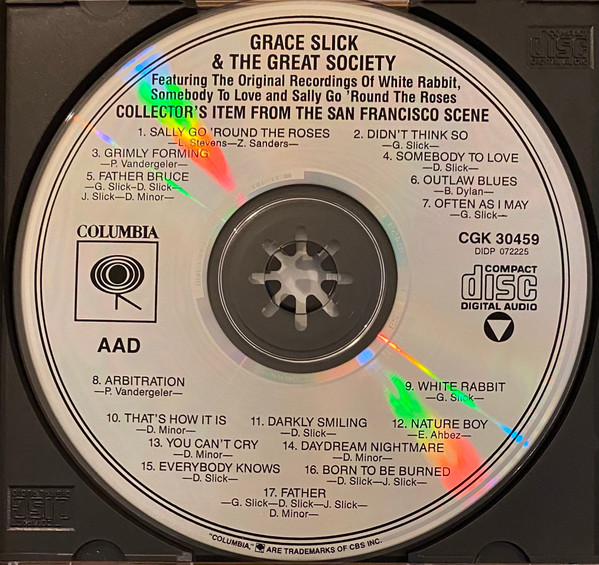 GRACE SLICK
& THE GREAT SOCIETY
Featuring The Original Recordings Of White Rabbit,
Somebody To Love and Sally Go 'Round The Roses
COLLECTOR'S ITEM FROM THE SAN FRANCISCO SCENE
1. SALLY GO 'ROUND THE ROSES
—L. Stevens—Z. Sanders—
2. DIDN'T THINK SO
—G. Slick—
3. GRIMLY FORMING
—P. Vandergeler—
4. SOMEBODY TO LOVE
—D. Slick—
5. FATHER BRUCE
—G. Slick—D. Slick—
J. Slick—D. Minor—
6. OUTLAW BLUES
—B. Dylan—
7. OFTEN AS I MAY
—G. Slick—
COLUMBIA
AAD
CGK 30459
DIDP 072225
COMPACT
disc
DIGITAL AUDIO
8. ARBITRATION
—P. Vandergeler—
9. WHITE RABBIT
—G. Slick—
10. THAT'S HOW IT IS
—D. Minor—
11. DARKLY SMILING
—D. Slick—
12. NATURE BOY
—E. Ahbez—
13. YOU CAN'T CRY
—D. Minor—
14. DAYDREAM NIGHTMARE
—D. Minor—
15. EVERYBODY KNOWS
—D. Slick—
16. BORN TO BE BURNED
—D. Slick—J. Slick—
17. FATHER
—G. Slick—D. Slick—J. Slick—
D. Minor—
"COLUMBIA," ARE TRADEMARKS OF CBS INC.